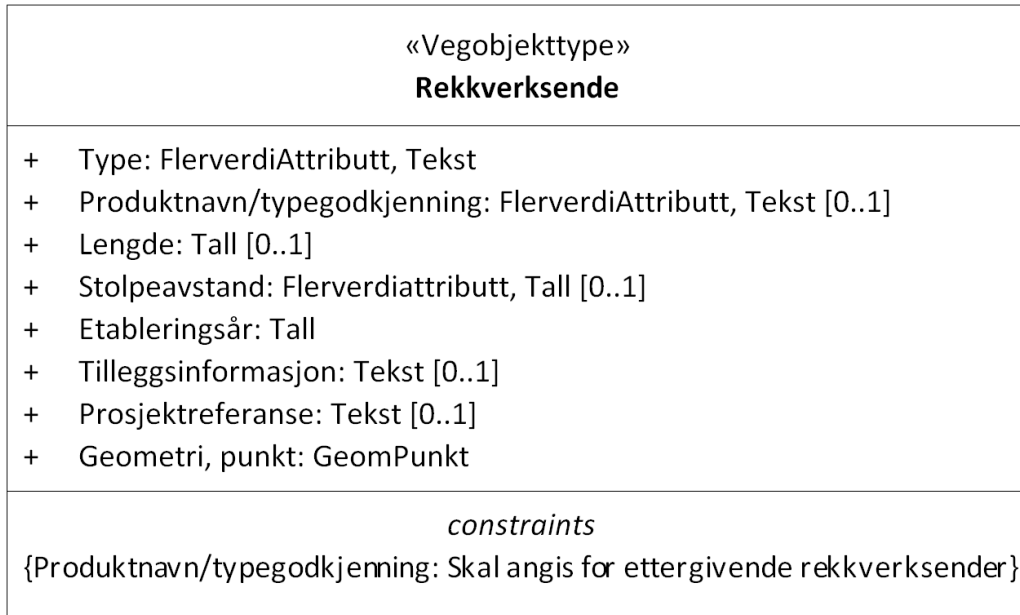 «Vegobjekttype»
Rekkverksende
+ Type: FlerverdiAttributt, Tekst
+ Produktnavn/typegodkjenning: FlerverdiAttributt, Tekst [0..1]
+ Lengde: Tall [0..1]
+ Stolpeavstand: Flerverdiattributt, Tall [0..1]
+ Etableringsår: Tall
+ Tilleggsinformasjon: Tekst [0..1]
+ Prosjektreferanse: Tekst [0..1]
+ Geometri, punkt: GeomPunkt
constraints
{Produktnavn/typegodkjenning: Skal angis for ettergivende rekkverksender}